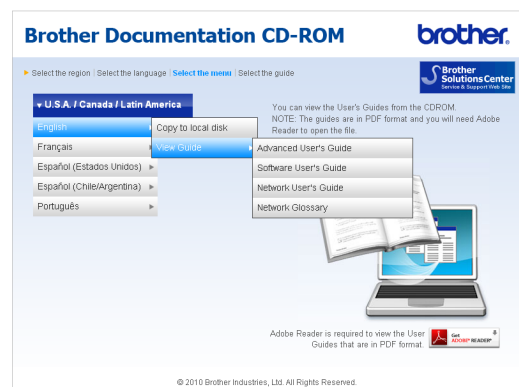 Brother Documentation CD-ROM
brother
Select the region | Select the language | Select the menu | Select the guide
Brother
Solutions Center
Service & Support Web Site
U.S.A. / Canada / Latin America
You can view the User's Guides from the CDROM.
NOTE: The guides are in PDF format and you will need Adobe
Reader to open the file.
English
Copy to local disk
Français
View Guide
Advanced User's Guide
Español (Estados Unidos)
Software User's Guide
Español (Chile/Argentina)
Network User's Guide
Português
Network Glossary
Adobe Reader is required to view the User
Guides that are in PDF format.
Get
ADOBE® READER®
© 2010 Brother Industries, Ltd. All Rights Reserved.